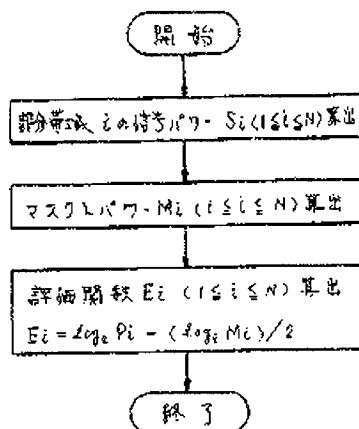 開始
部分帯域 i の信号パワー Si (1≦i≦N) 算出
マスクパワー Mi (1≦i≦N) 算出
評価関数 Ei (1≦i≦N) 算出
Ei = log₂ Pi - (log₂ Mi)/2
終了